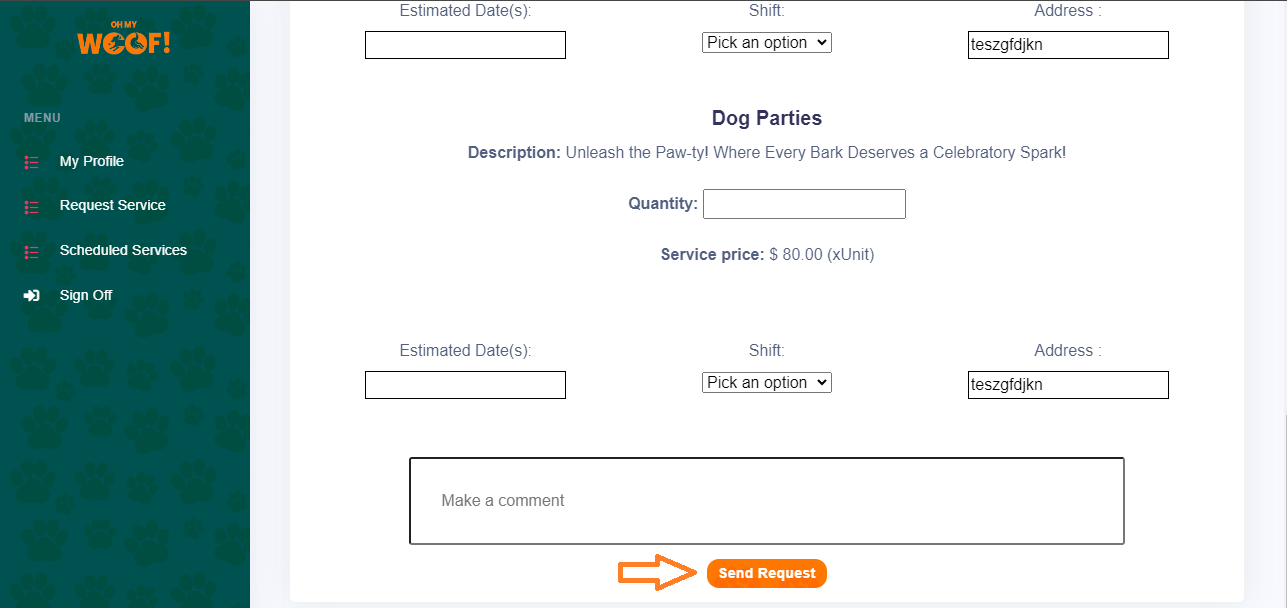 OH MY
WOOF!
MENU
My Profile
Request Service
Scheduled Services
Sign Off
Estimated Date(s):
Shift:
Address :
Pick an option
teszgfdjkn
Dog Parties
Description: Unleash the Paw-ty! Where Every Bark Deserves a Celebratory Spark!
Quantity:
Service price: $ 80.00 (xUnit)
Estimated Date(s):
Shift:
Address :
Pick an option
teszgfdjkn
Make a comment
Send Request